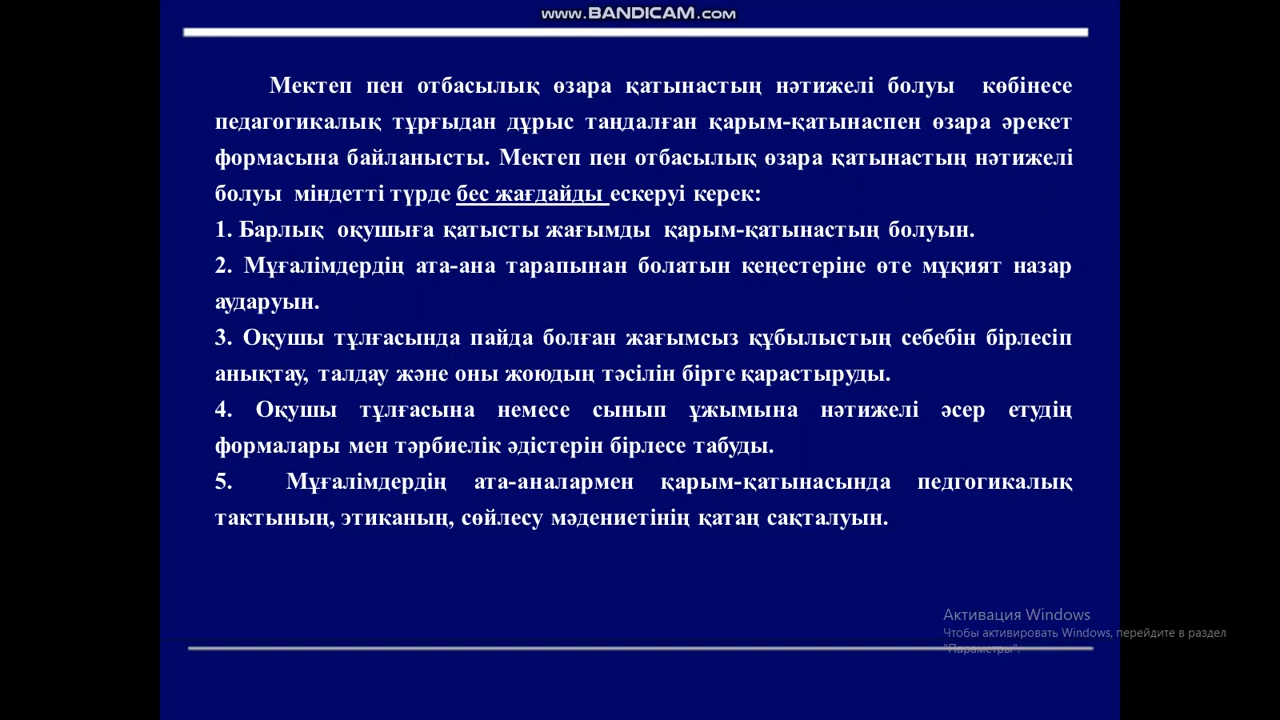 www.BANDICAM.com
Мектеп пен отбасылық өзара қатынастың нәтижелі болуы көбінесе
педагогикалық тұрғыдан дұрыс таңдалған қарым-қатынаспен өзара әрекет
формасына байланысты. Мектеп пен отбасылық өзара қатынастың нәтижелі
болуы міндетті түрде бес жағдайды ескеруі керек:
1. Барлық оқушыға қатысты жағымды қарым-қатынастың болуын.
2. Мұғалімдердің ата-ана тарапынан болатын кеңестеріне өте мұқият назар
аударуын.
3. Оқушы тұлғасында пайда болған жағымсыз құбылыстың себебін бірлесіп
анықтау, талдау және оны жоюдың тәсілін бірге қарастыруды.
4. Оқушы тұлғасына немесе сынып ұжымына нәтижелі әсер етудің
формалары мен тәрбиелік әдістерін бірлесе табуды.
5. Мұғалімдердің ата-аналармен қарым-қатынасында педгогикалық
тактының, этиканың, сөйлесу мәдениетінің қатаң сақталуын.
Активация Windows
Чтобы активировать Windows, перейдите в раздел
"Параметры".